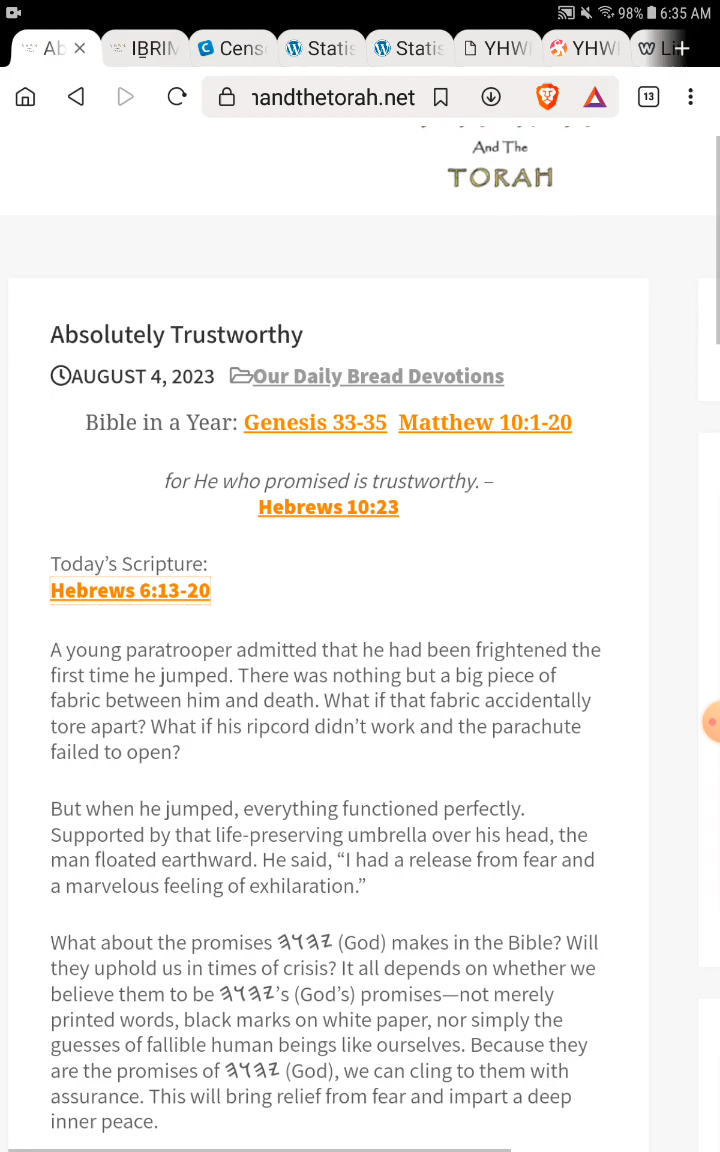 98% 6:35 AM
Ab IḆRIM Cens Statis Statis YHWH YHWH Li
handthetorah.net 13
And The
TORAH
Absolutely Trustworthy
AUGUST 4, 2023 Our Daily Bread Devotions
Bible in a Year: Genesis 33-35 Matthew 10:1-20
for He who promised is trustworthy. –
Hebrews 10:23
Today’s Scripture:
Hebrews 6:13-20
A young paratrooper admitted that he had been frightened the
first time he jumped. There was nothing but a big piece of
fabric between him and death. What if that fabric accidentally
tore apart? What if his ripcord didn’t work and the parachute
failed to open?
But when he jumped, everything functioned perfectly.
Supported by that life-preserving umbrella over his head, the
man floated earthward. He said, “I had a release from fear and
a marvelous feeling of exhilaration.”
What about the promises 𐤉𐤄𐤅𐤄 (God) makes in the Bible? Will
they uphold us in times of crisis? It all depends on whether we
believe them to be 𐤉𐤄𐤅𐤄’s (God’s) promises—not merely
printed words, black marks on white paper, nor simply the
guesses of fallible human beings like ourselves. Because they
are the promises of 𐤉𐤄𐤅𐤄 (God), we can cling to them with
assurance. This will bring relief from fear and impart a deep
inner peace.